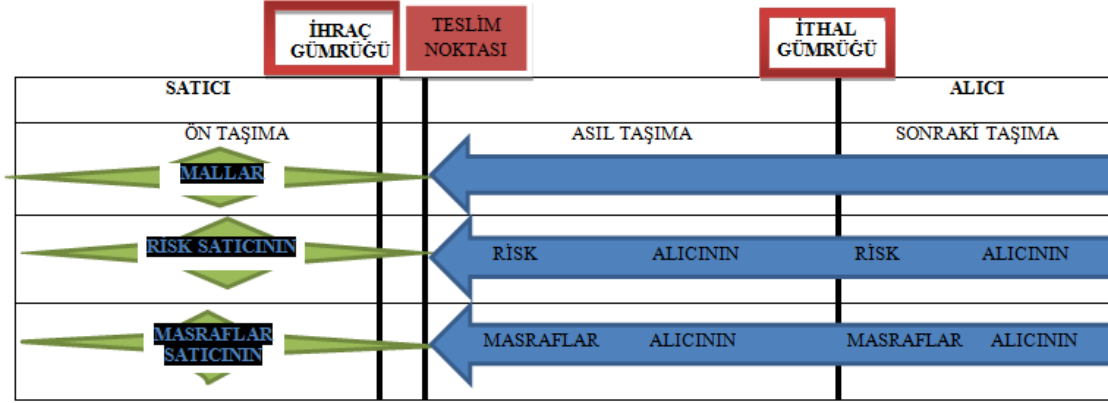 İHRAÇ
GÜMRÜĞÜ
TESLİM
NOKTASI
İTHAL
GÜMRÜĞÜ
SATICI
ALICI
ÖN TAŞIMA
ASIL TAŞIMA
SONRAKİ TAŞIMA
MALLAR
RİSK SATICININ
RİSK ALICININ
RİSK ALICININ
MASRAFLAR
SATICININ
MASRAFLAR ALICININ
MASRAFLAR ALICININ